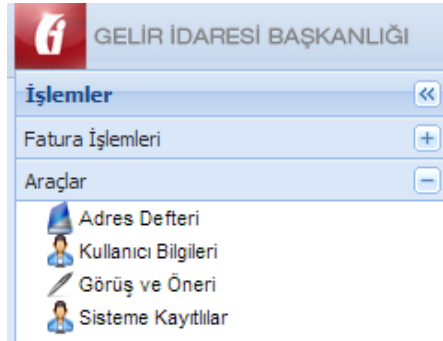 GELİR İDARESİ BAŞKANLIĞI
İşlemler
Fatura İşlemleri
Araçlar
Adres Defteri
Kullanıcı Bilgileri
Görüş ve Öneri
Sisteme Kayıtlılar